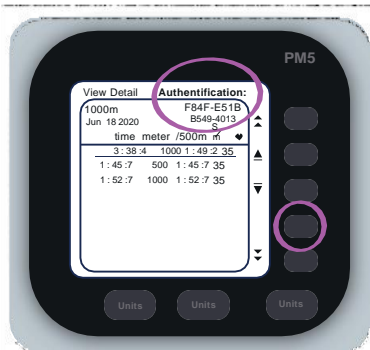 PM5
View Detail Authentification:
1000m F84F-E51B
Jun 18 2020 B549-4013
time meter /500m s/m ♥
3:38:4 1000 1:49:2 35
1:45:7 500 1:45:7 35
1:52:7 1000 1:52:7 35
Units Units Units